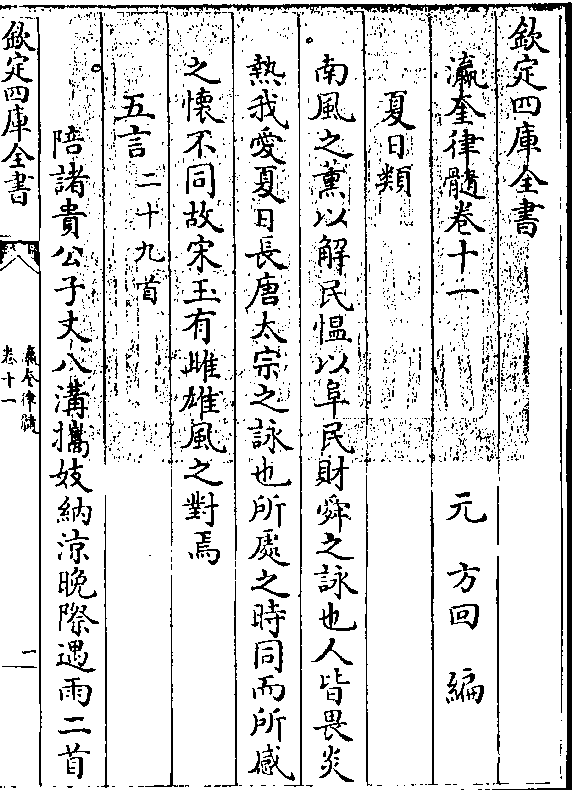 欽定四庫全書
瀛奎律髓卷十一　元　方回　編
夏日類
南風之薰以解民愠以阜民財舜之詠也人皆畏炎
熱我愛夏日長唐太宗之詠也所處之時同而所感
之懷不同故宋玉有雌雄風之對焉
五言二十九首
陪諸貴公子丈八溝攜妓納涼晚際遇雨二首
欽定四庫全書
瀛奎律髓
卷十一
一